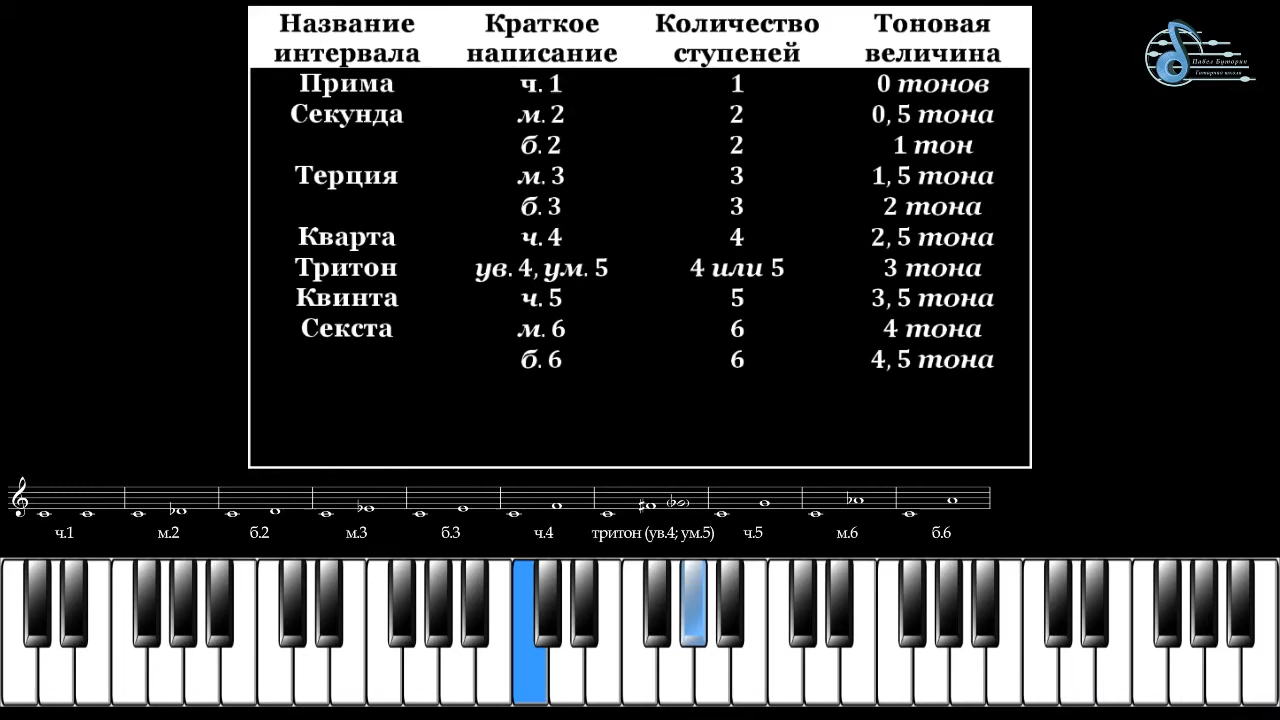 Название интервала Краткое написание Количество ступеней Тоновая величина
Прима ч. 1 1 0 тонов
Секунда м. 2 2 0, 5 тона
б. 2 2 1 тон
Терция м. 3 3 1, 5 тона
б. 3 3 2 тона
Кварта ч. 4 4 2, 5 тона
Тритон ув. 4, ум. 5 4 или 5 3 тона
Квинта ч. 5 5 3, 5 тона
Секста м. 6 6 4 тона
б. 6 6 4, 5 тона
Павел Буторин
Гитарная школа
ч.1 м.2 б.2 м.3 б.3 ч.4 тритон (ув.4; ум.5) ч.5 м.6 б.6